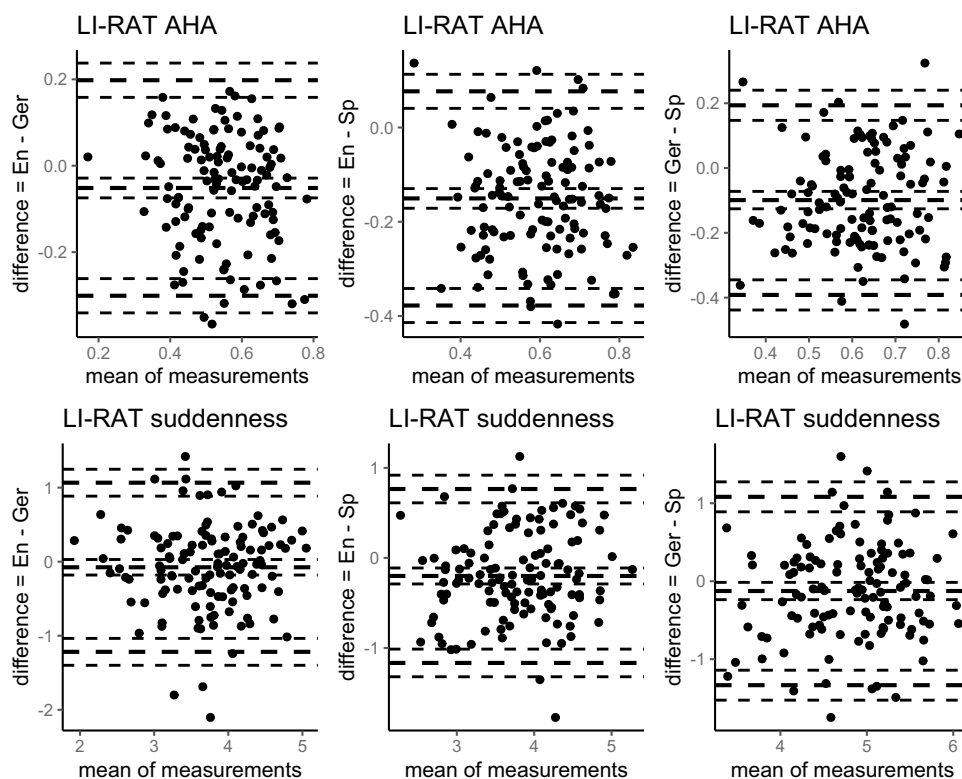 LI-RAT AHA
difference = En - Ger
0.2
0.0
-0.2
0.2
0.4
0.6
0.8
mean of measurements
LI-RAT AHA
difference = En - Sp
0.0
-0.2
-0.4
0.4
0.6
0.8
mean of measurements
LI-RAT AHA
difference = Ger - Sp
0.2
0.0
-0.2
-0.4
0.4
0.5
0.6
0.7
0.8
mean of measurements
LI-RAT suddenness
difference = En - Ger
1
0
-1
-2
2
3
4
5
mean of measurements
LI-RAT suddenness
difference = En - Sp
1
0
-1
3
4
5
mean of measurements
LI-RAT suddenness
difference = Ger - Sp
1
0
-1
4
5
6
mean of measurements